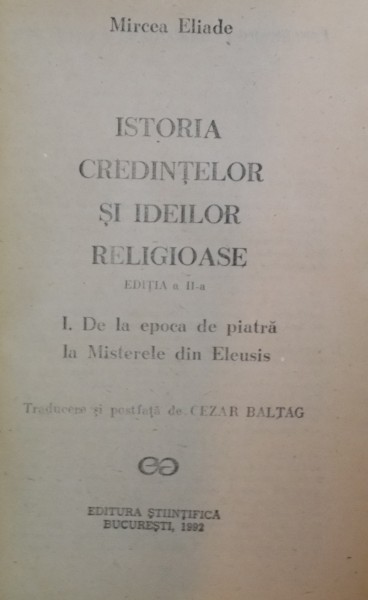 Mircea Eliade
ISTORIA
CREDINȚELOR
ȘI IDEILOR
RELIGIOASE
EDIȚIA a II-a
I. De la epoca de piatră
la Misterele din Eleusis
Traducere și postfață de CEZAR BALTAG
EDITURA ȘTIINȚIFICĂ
BUCUREȘTI, 1992